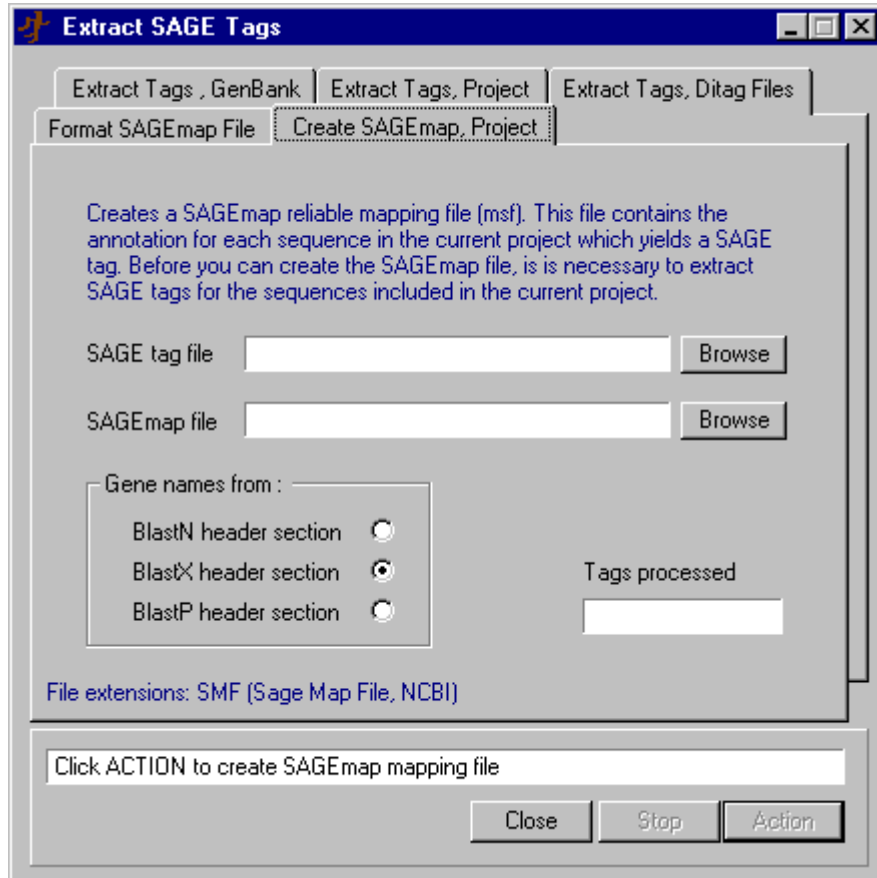 Extract SAGE Tags
Extract Tags , GenBank
Extract Tags, Project
Extract Tags, Ditag Files
Format SAGEmap File
Create SAGEmap, Project
Creates a SAGEmap reliable mapping file (msf). This file contains the
annotation for each sequence in the current project which yields a SAGE
tag. Before you can create the SAGEmap file, is is necessary to extract
SAGE tags for the sequences included in the current project.
SAGE tag file
Browse
SAGEmap file
Browse
Gene names from :
BlastN header section
BlastX header section
BlastP header section
Tags processed
File extensions: SMF (Sage Map File, NCBI)
Click ACTION to create SAGEmap mapping file
Close
Stop
Action